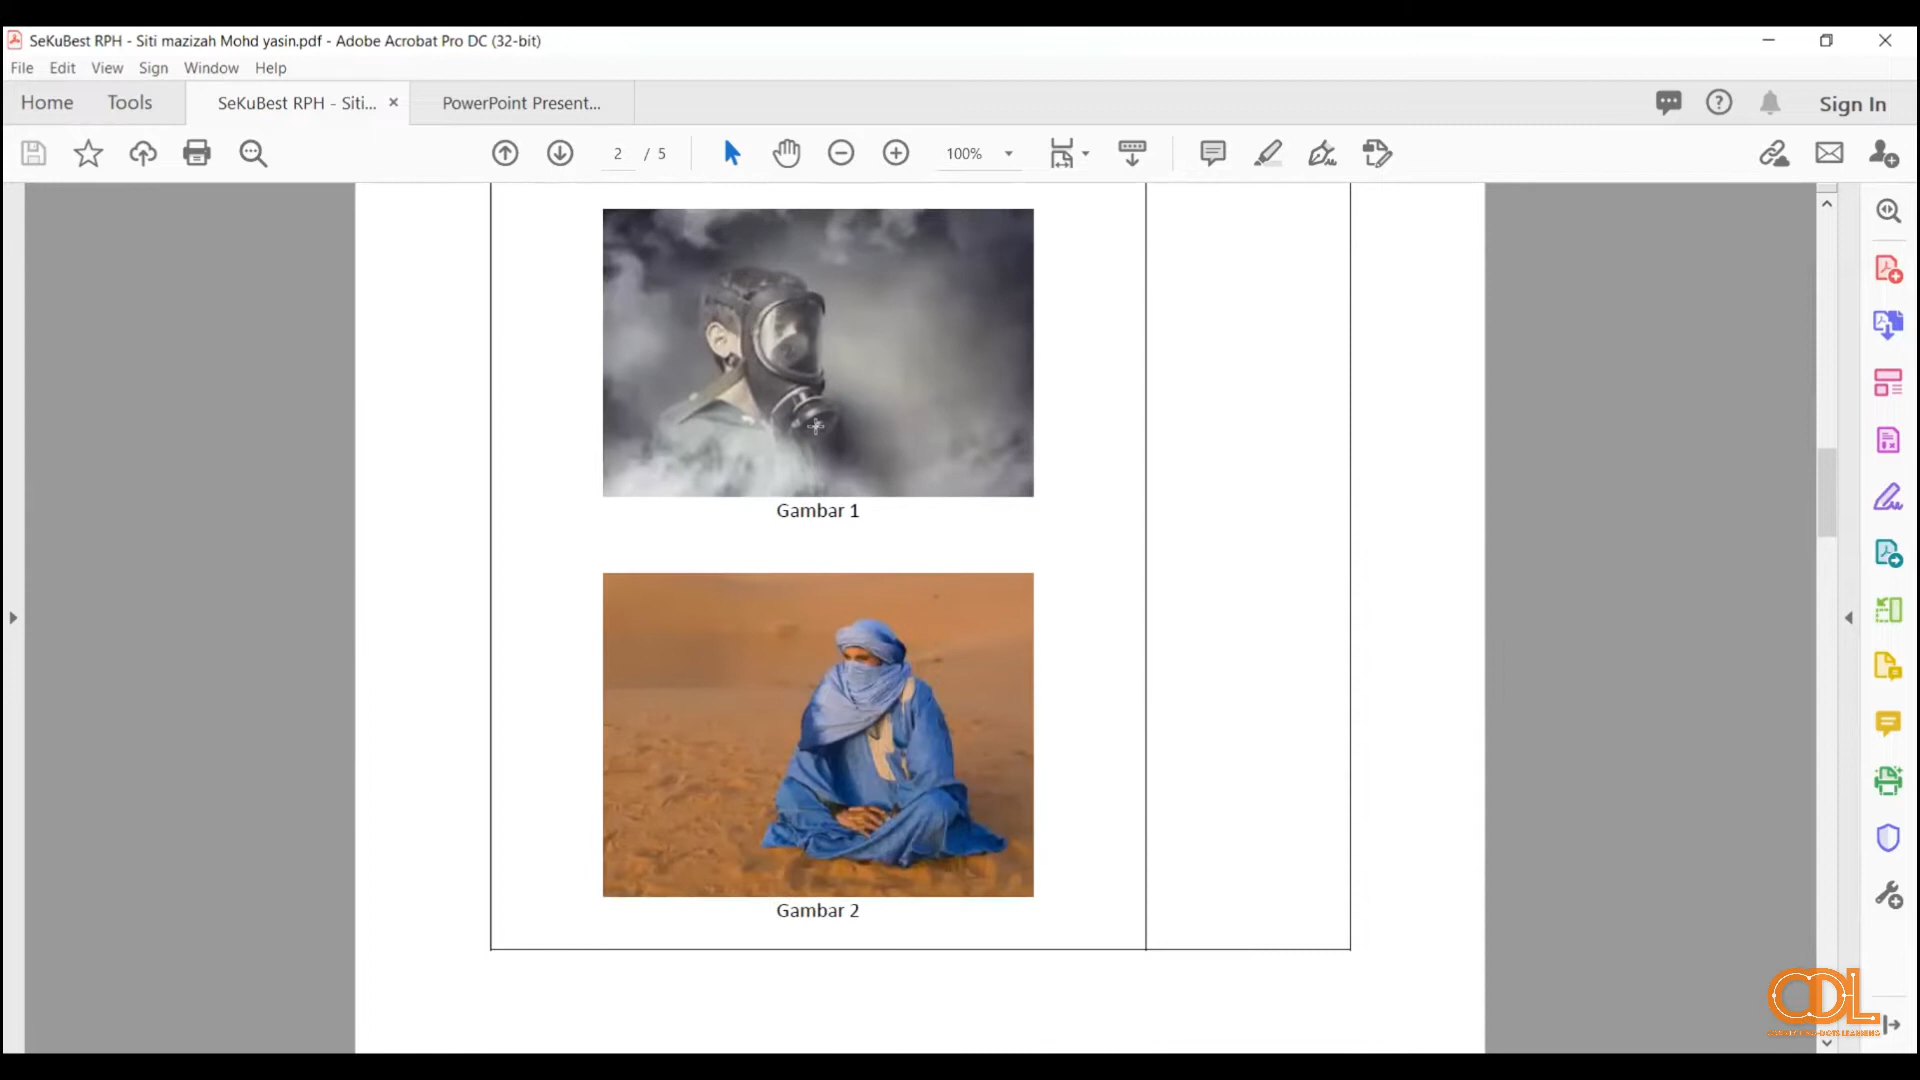 SeKuBest RPH - Siti mazizah Mohd yasin.pdf - Adobe Acrobat Pro DC (32-bit)
File Edit View Sign Window Help
Home Tools SeKuBest RPH - Siti... PowerPoint Present... Sign In
2 / 5 100%
Gambar 1
Gambar 2
CDL